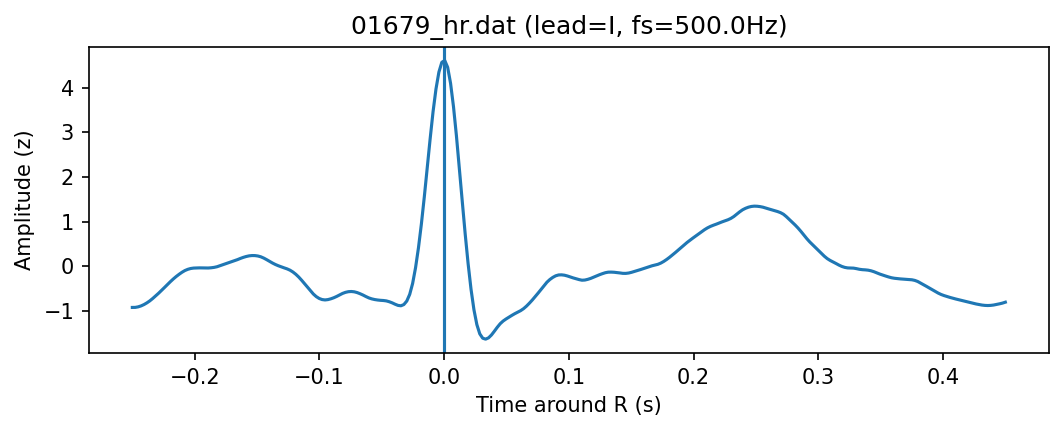 01679_hr.dat (lead=I, fs=500.0Hz)
Amplitude (z)
4
3
2
1
0
−1
−0.2 −0.1 0.0 0.1 0.2 0.3 0.4
Time around R (s)